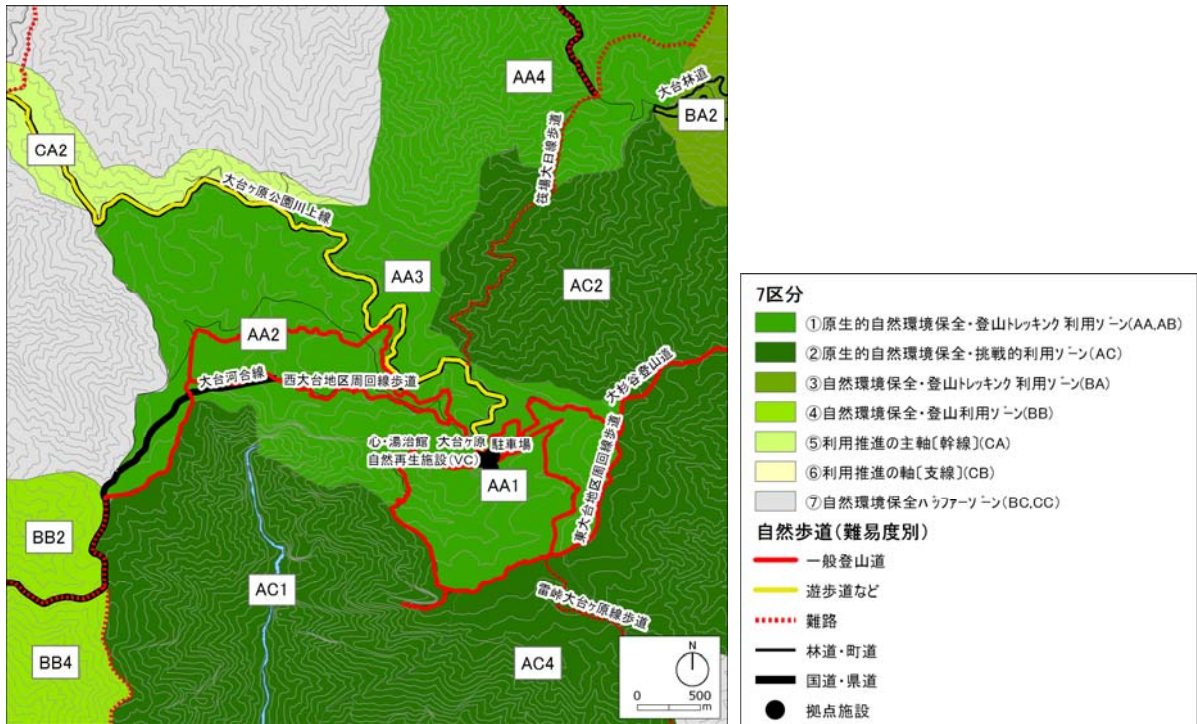 AA4
大台林道
BA2
CA2
筏場大日線歩道
大台ヶ原公園川上線
AA3
AC2
AA2
大台河合線
西大台地区周回線歩道
大杉谷登山道
心・湯治館 大台ヶ原 駐車場
自然再生施設(VC)
AA1
東大台地区周回線歩道
BB2
AC1
雷峠大台ヶ原線歩道
BB4
AC4
N
0 500
m
7区分
①原生的自然環境保全・登山トレッキング利用ゾーン(AA,AB)
②原生的自然環境保全・挑戦的利用ゾーン(AC)
③自然環境保全・登山トレッキング利用ゾーン(BA)
④自然環境保全・登山利用ゾーン(BB)
⑤利用推進の主軸〔幹線〕(CA)
⑥利用推進の軸〔支線〕(CB)
⑦自然環境保全バッファーゾーン(BC,CC)
自然歩道(難易度別)
一般登山道
遊歩道など
難路
林道・町道
国道・県道
拠点施設